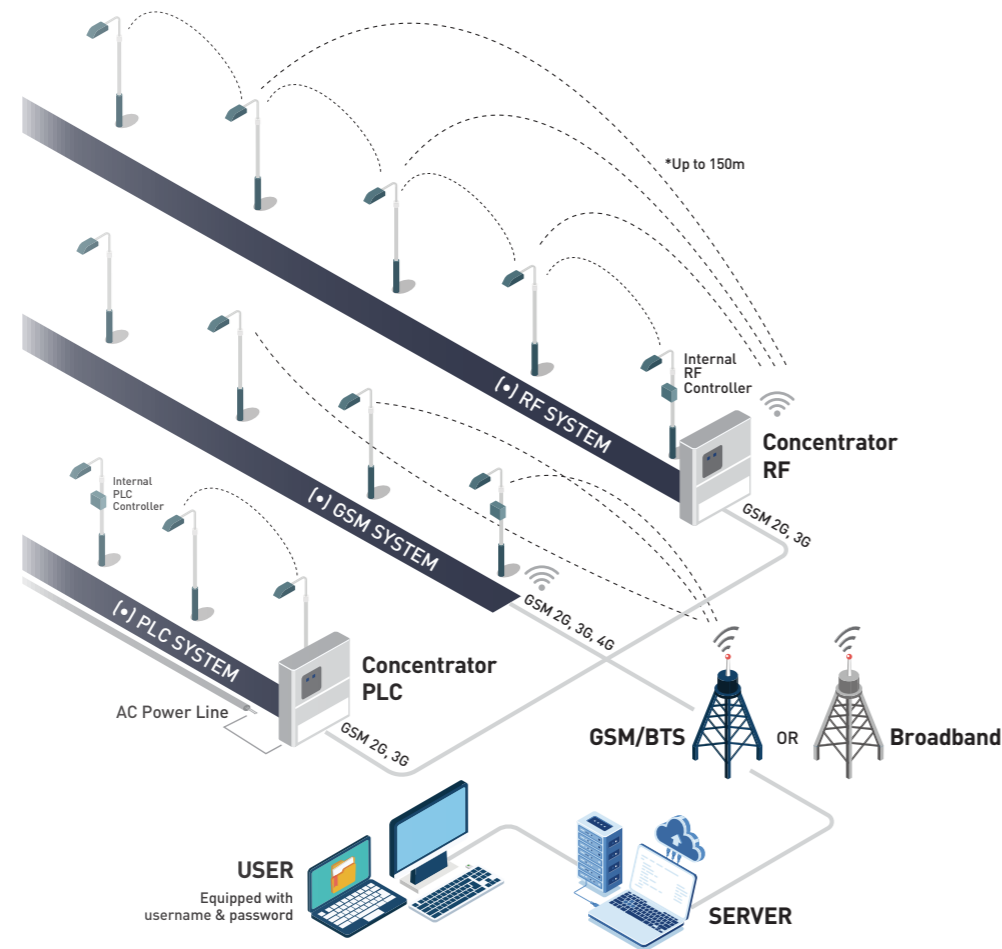 *Up to 150m
Internal
RF
Controller
(•) RF SYSTEM
Concentrator
RF
GSM 2G, 3G
(•) GSM SYSTEM
GSM 2G, 3G, 4G
Internal
PLC
Controller
(•) PLC SYSTEM
Concentrator
PLC
AC Power Line
GSM 2G, 3G
GSM/BTS
OR
Broadband
USER
Equipped with
username & password
SERVER